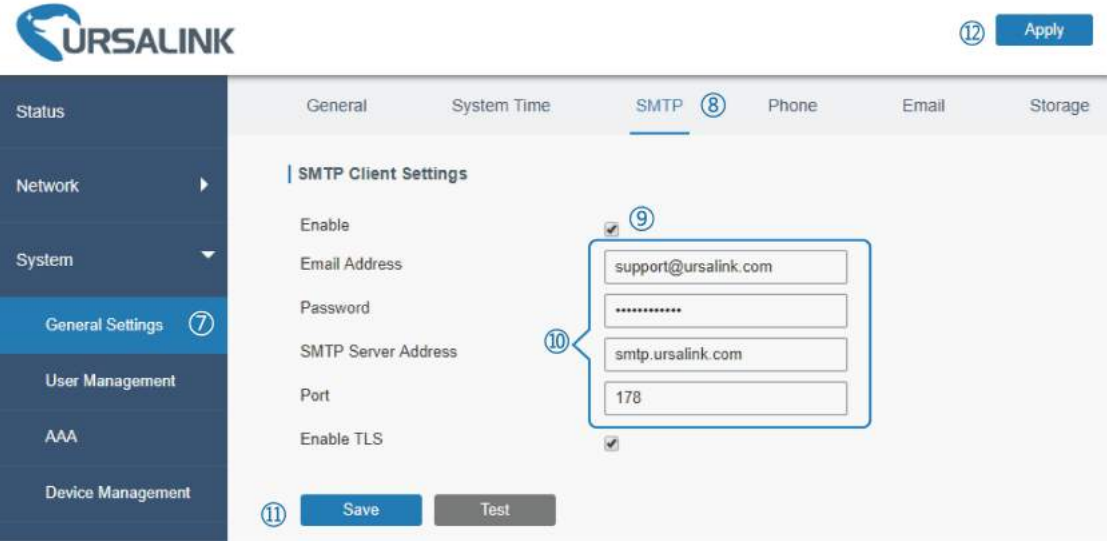 URSALINK
⑫ Apply
Status
General System Time SMTP ⑧ Phone Email Storage
Network
SMTP Client Settings
Enable ⑨
System
Email Address support@ursalink.com
Password ••••••••••••
General Settings ⑦
⑩
SMTP Server Address smtp.ursalink.com
User Management
Port 178
AAA
Enable TLS
Device Management
⑪ Save Test